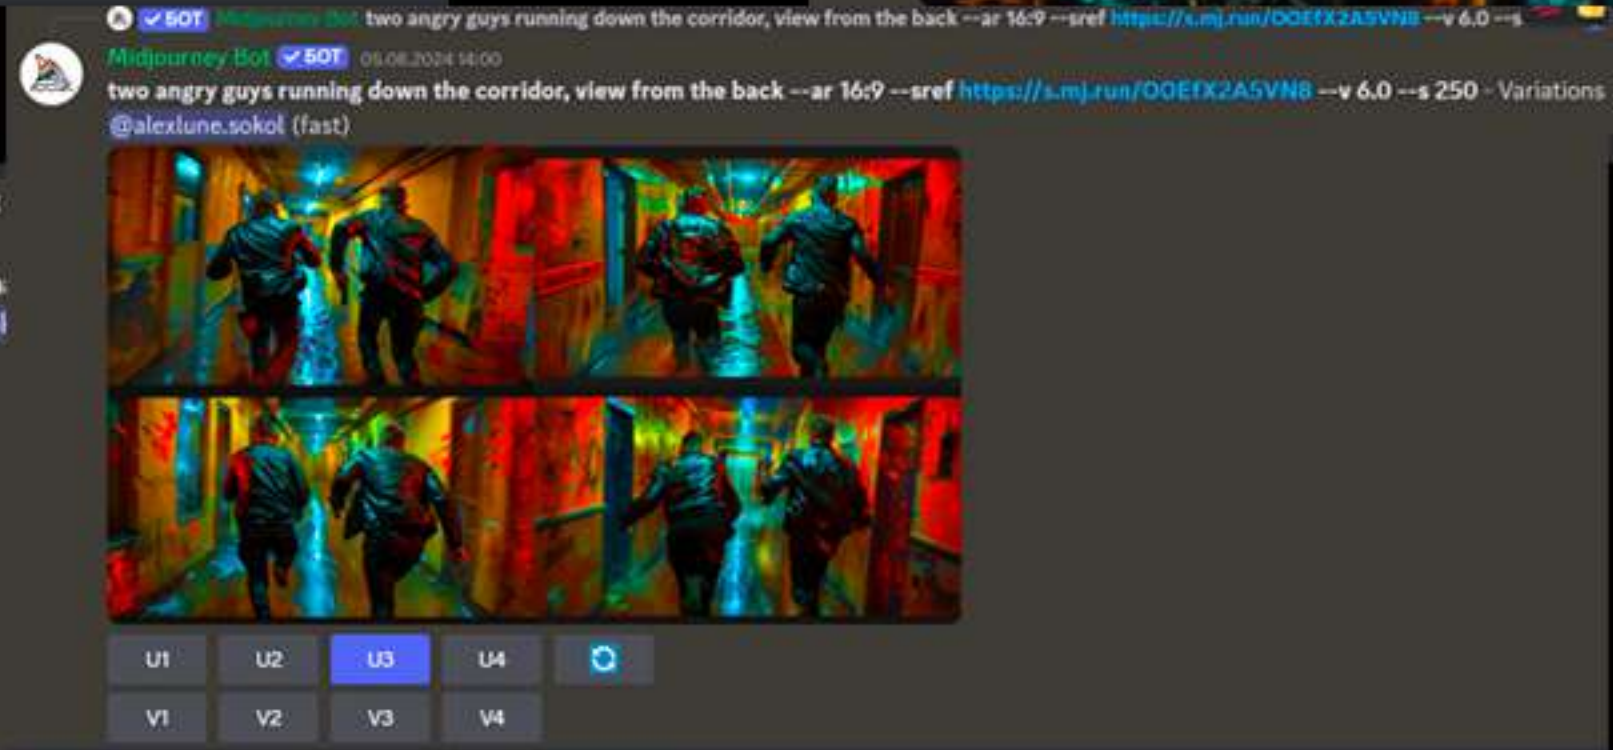 ✓ БОТ Midjourney Bot two angry guys running down the corridor, view from the back --ar 16:9 --sref https://s.mj.run/OOEfX2A5VN8 --v 6.0 --s
Midjourney Bot ✓ БОТ 05.08.2024 14:00
two angry guys running down the corridor, view from the back --ar 16:9 --sref https://s.mj.run/OOEfX2A5VN8 --v 6.0 --s 250 - Variations
@alexlune.sokol (fast)
U1 U2 U3 U4
V1 V2 V3 V4